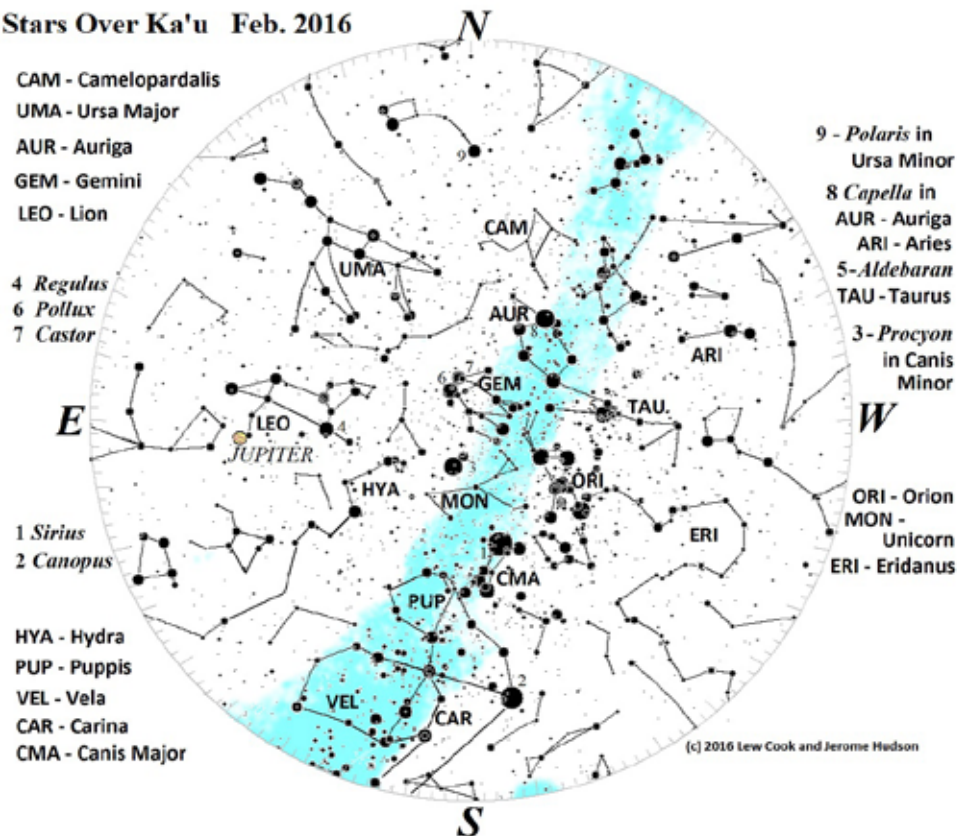 Stars Over Ka'u Feb. 2016
N
CAM - Camelopardalis
UMA - Ursa Major
AUR - Auriga
GEM - Gemini
LEO - Lion
4 Regulus
6 Pollux
7 Castor
E
1 Sirius
2 Canopus
HYA - Hydra
PUP - Puppis
VEL - Vela
CAR - Carina
CMA - Canis Major
9
CAM
UMA
AUR
8
ARI
7
6
GEM
TAU
LEO
4
JUPITER
HYA
3
MON
ORI
ERI
1
CMA
PUP
2
VEL
CAR
9 - Polaris in
Ursa Minor
8 Capella in
AUR - Auriga
ARI - Aries
5 - Aldebaran
TAU - Taurus
3 - Procyon
in Canis
Minor
W
ORI - Orion
MON -
Unicorn
ERI - Eridanus
(c) 2016 Lew Cook and Jerome Hudson
S